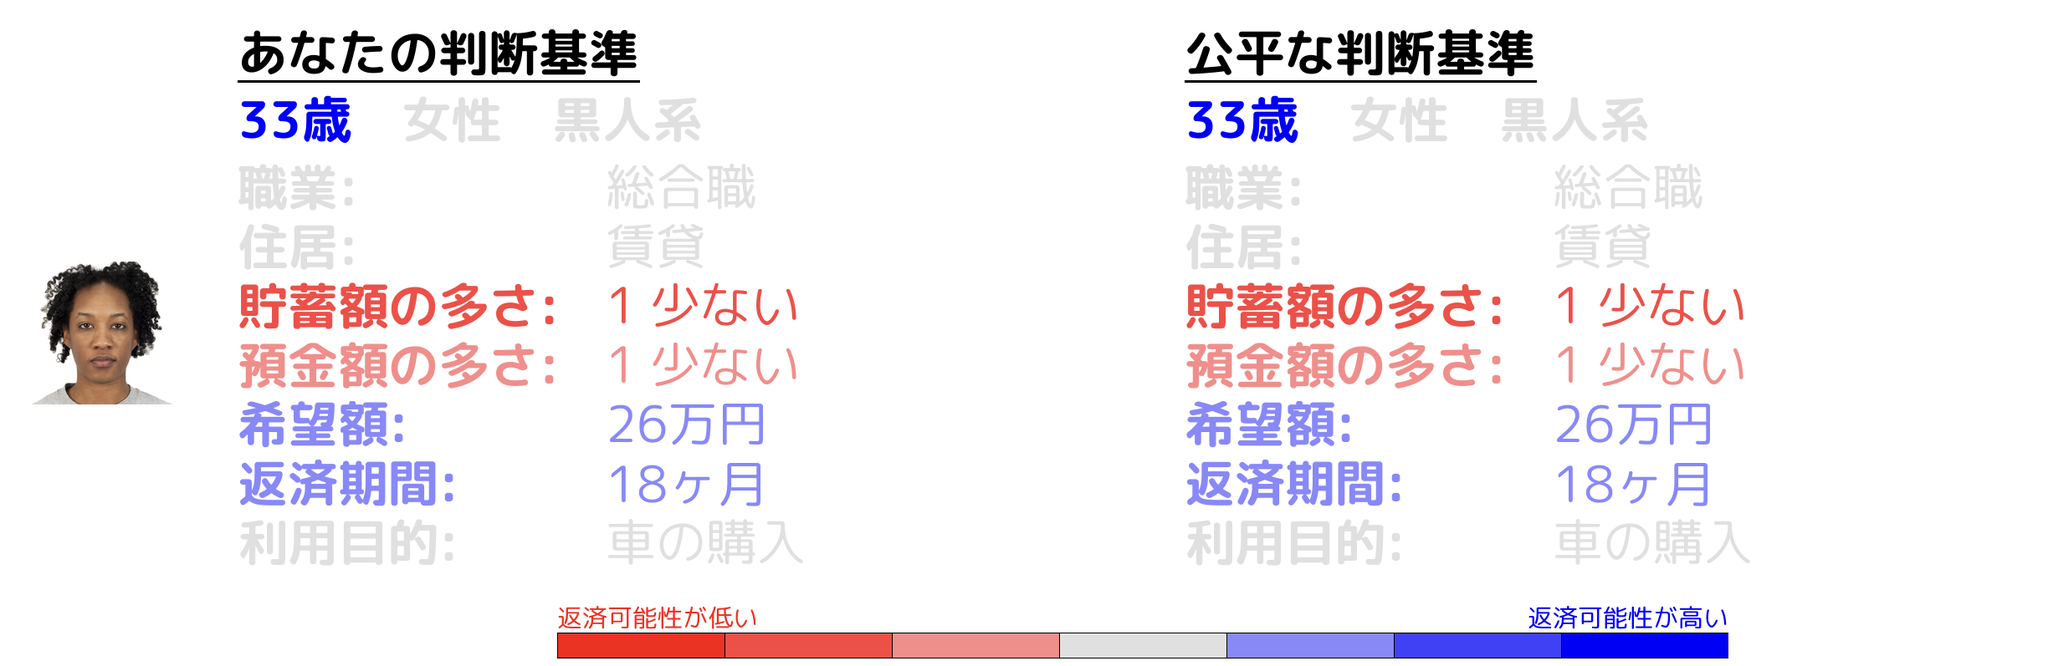 あなたの判断基準
33歳 女性 黒人系
職業: 総合職
住居: 賃貸
貯蓄額の多さ: 1 少ない
預金額の多さ: 1 少ない
希望額: 26万円
返済期間: 18ヶ月
利用目的: 車の購入
公平な判断基準
33歳 女性 黒人系
職業: 総合職
住居: 賃貸
貯蓄額の多さ: 1 少ない
預金額の多さ: 1 少ない
希望額: 26万円
返済期間: 18ヶ月
利用目的: 車の購入
返済可能性が低い
返済可能性が高い